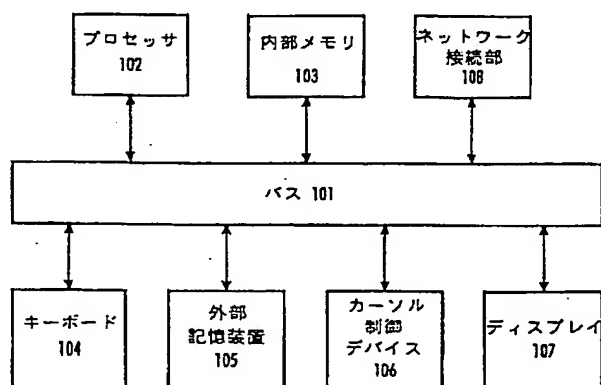 プロセッサ
102
内部メモリ
103
ネットワーク
接続部
108
バス 101
キーボード
104
外部
記憶装置
105
カーソル
制御
デバイス
106
ディスプレイ
107